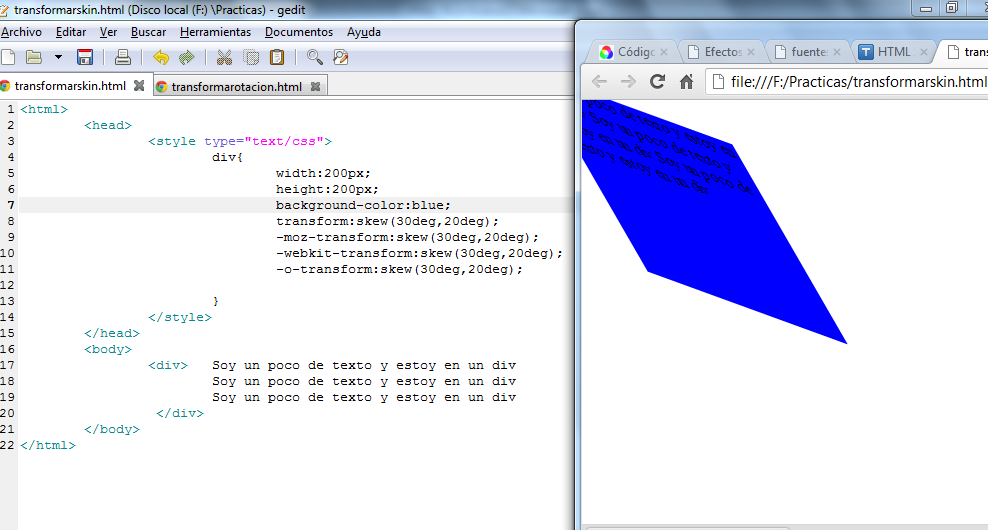 transformarskin.html (Disco local (F:) \Practicas) - gedit
Archivo Editar Ver Buscar Herramientas Documentos Ayuda
transformarskin.html transformarotacion.html
1 <html>
2 <head>
3 <style type="text/css">
4 div{
5 width:200px;
6 height:200px;
7 background-color:blue;
8 transform:skew(30deg,20deg);
9 -moz-transform:skew(30deg,20deg);
10 -webkit-transform:skew(30deg,20deg);
11 -o-transform:skew(30deg,20deg);
12
13 }
14 </style>
15 </head>
16 <body>
17 <div> Soy un poco de texto y estoy en un div
18 Soy un poco de texto y estoy en un div
19 Soy un poco de texto y estoy en un div
20 </div>
21 </body>
22 </html>
Código Efectos fuente HTML trans
file:///F:/Practicas/transformarskin.html